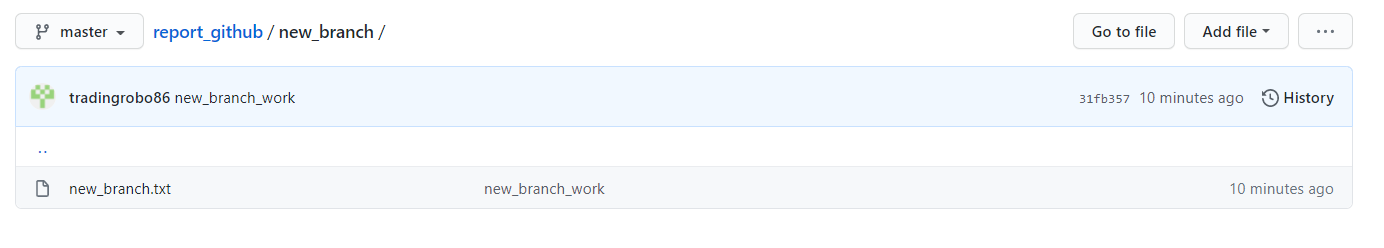 master report_github / new_branch / Go to file Add file ...
tradingrobo86 new_branch_work 31fb357 10 minutes ago History
..
new_branch.txt new_branch_work 10 minutes ago